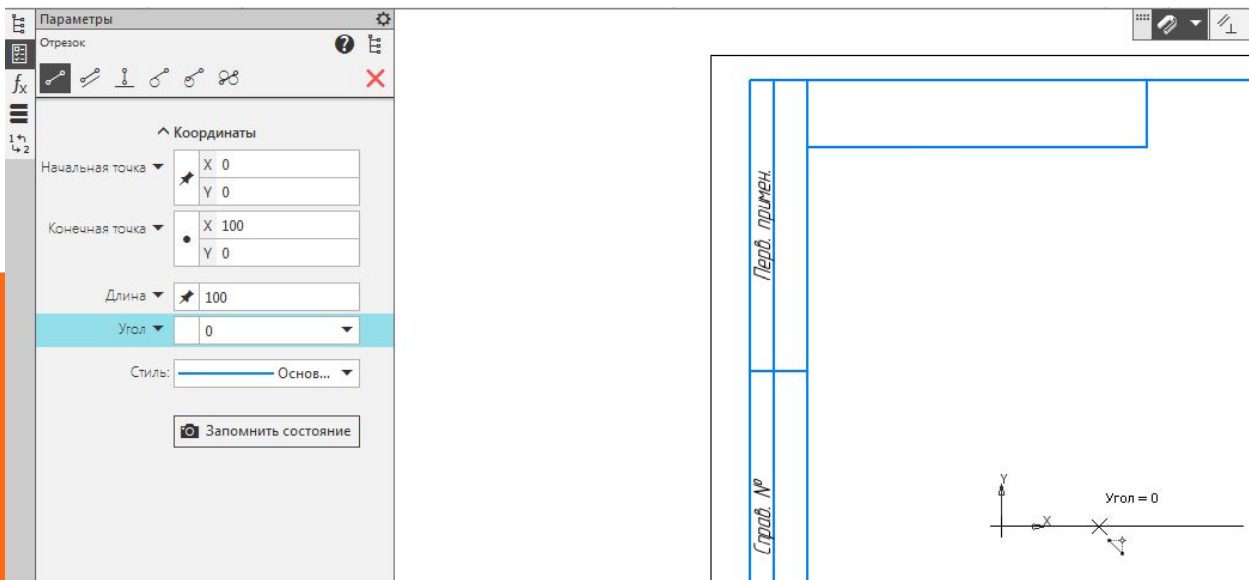 Параметры
Отрезок
Координаты
Начальная точка
X 0
Y 0
Конечная точка
X 100
Y 0
Длина 100
Угол 0
Стиль: Основ...
Запомнить состояние
Перв. примен.
Справ. №
Y
X
Угол = 0